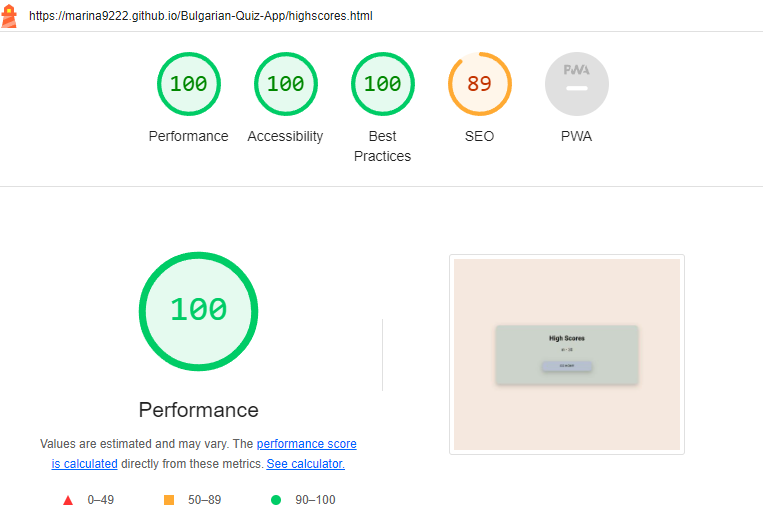 https://marina9222.github.io/Bulgarian-Quiz-App/highscores.html
100 100 100 89 PWA
Performance Accessibility Best Practices SEO PWA
100
Performance
Values are estimated and may vary. The performance score
is calculated directly from these metrics. See calculator.
0–49 50–89 90–100
High Scores